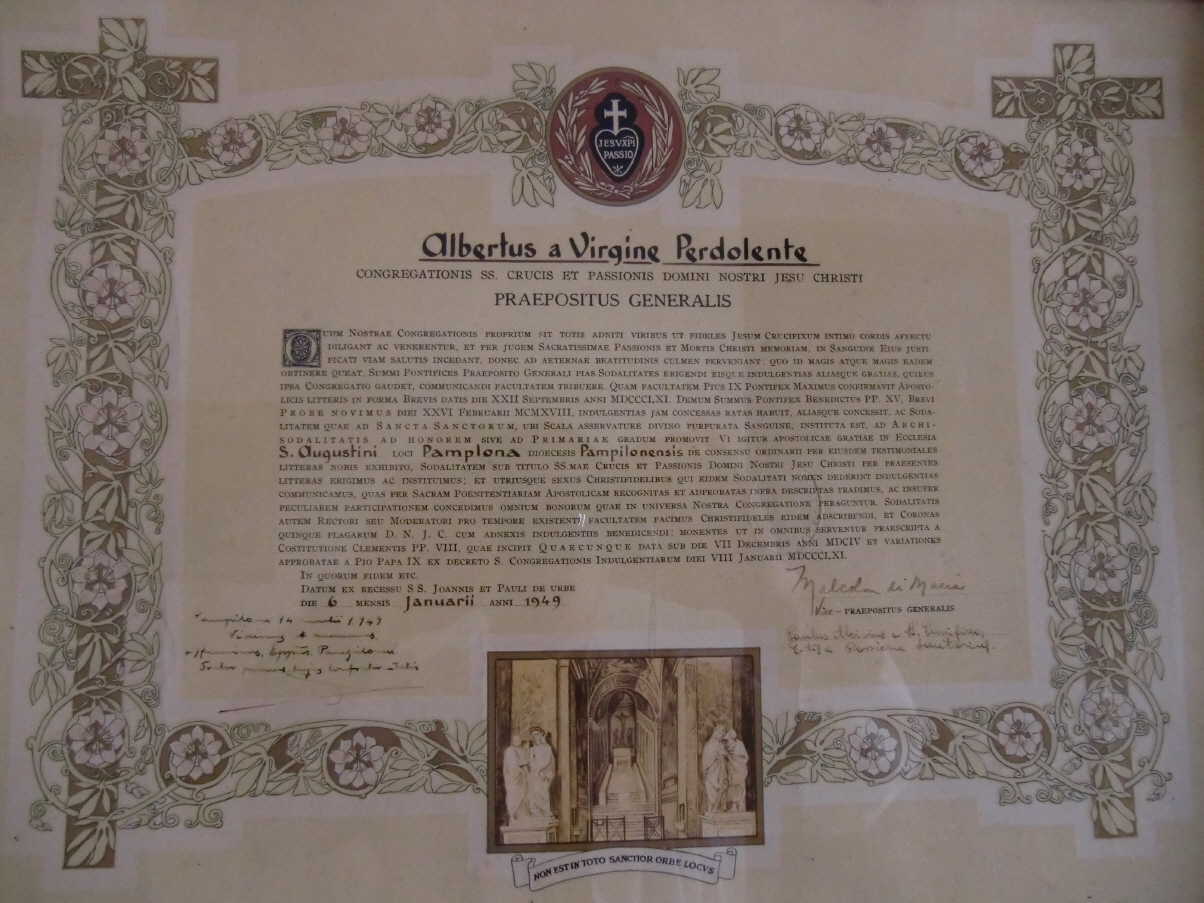 JESU XPI
PASSIO
Albertus a Virgine Perdolente
CONGREGATIONIS SS. CRUCIS ET PASSIONIS DOMINI NOSTRI JESU CHRISTI
PRAEPOSITUS GENERALIS
QUUM NOSTRAE CONGREGATIONIS PROPRIUM SIT TOTIS ADNITI VIRIBUS UT FIDELES JESUM CRUCIFIXUM INTIMO CORDIS AFFECTU
DILIGANT AC VENERENTUR, ET PER JUGEM SACRATISSIMAE PASSIONIS ET MORTIS CHRISTI MEMORIAM, IN SANGUINE EIUS JUSTI
FICATI VIAM SALUTIS INCEDANT, DONEC AD AETERNAE BEATITUDINIS CULMEN PERVENIANT; QUO ID MAGIS ATQUE MAGIS EADEM
OBTINERE QUEAT, SUMMI PONTIFICES PRAEPOSITO GENERALI PIAS SODALITATES ERIGENDI EISQUE INDULGENTIAS ALIASQUE GRATIAS, QUIBUS
IPSA CONGREGATIO GAUDET, COMMUNICANDI FACULTATEM TRIBUERE. QUAM FACULTATEM PIUS IX PONTIFEX MAXIMUS CONFIRMAVIT APOSTO-
LICIS LITTERIS IN FORMA BREVIS DATIS DIE XXII SEPTEMBRIS ANNI MDCCCLXI. DEMUM SUMMUS PONTIFEX BENEDICTUS PP. XV, BREVI
PROBE NOVIMUS DIEI XXVI FEBRUARII MCMXVIII, INDULGENTIAS JAM CONCESSAS RATAS HABUIT, ALIASQUE CONCESSIT, AC SODA-
LITATEM QUAE AD SANCTA SANCTORUM, UBI SCALA ASSERVATURE DIVINO PURPURATA SANGUINE, INSTITUTA EST, AD ARCHI-
SODALITATIS AD HONOREM SIVE AD PRIMARIAE GRADUM PROMOVIT VI IGITUR APOSTOLICAE GRATIAE IN ECCLESIA
S. Augustini LOCI Pamplona DIOECESIS Pampilonensis DE CONSENSU ORDINARII PER EIUSDEM TESTIMONIALES
LITTERAS NOBIS EXHIBITO, SODALITATEM SUB TITULO SS.MAE CRUCIS ET PASSIONIS DOMINI NOSTRI JESU CHRISTI PER PRAESENTES
LITTERAS ERIGIMUS AC INSTITUIMUS; ET UTRIUSQUE SEXUS CHRISTIFIDELIBUS QUI EIDEM SODALITATI NOMEN DEDERINT INDULGENTIAS
COMMUNICAMUS, QUAS PER SACRAM POENITENTIARIAM APOSTOLICAM RECOGNITAS ET ADPROBATAS INFRA DESCRIPTAS TRADIMUS, AC INSUPER
PECULIAREM PARTICIPATIONEM CONCEDIMUS OMNIUM BONORUM QUAE IN UNIVERSA NOSTRA CONGREGATIONE PERAGUNTUR. SODALITATIS
AUTEM RECTORI SEU MODERATORI PRO TEMPORE EXISTENTI FACULTATEM FACIMUS CHRISTIFIDELES EIDEM ADSCRIBENDI, ET CORONAS
QUINQUE PLAGARUM D. N. J. C. CUM ADNEXIS INDULGENTIIS BENEDICENDI: MONENTES UT IN OMNIBUS SERVENTUR PRAESCRIPTA A
COSTITUTIONE CLEMENTIS PP. VIII, QUAE INCIPIT QUAECUNQUE DATA SUB DIE VII DECEMBRIS ANNI MDCIV ET VARIATIONES
APPROBATAE A PIO PAPA IX EX DECRETO S. CONGREGATIONIS INDULGENTIARUM DIEI VIII JANUARII MDCCCLXI.
IN QUORUM FIDEM ETC.
DATUM EX RECESSU SS. JOANNIS ET PAULI DE URBE
DIE 6 MENSIS Januarii ANNI 1949
Malcolm di Maria
Vice-PRAEPOSITUS GENERALIS
NON EST IN TOTO SANCTIOR ORBE LOCVS